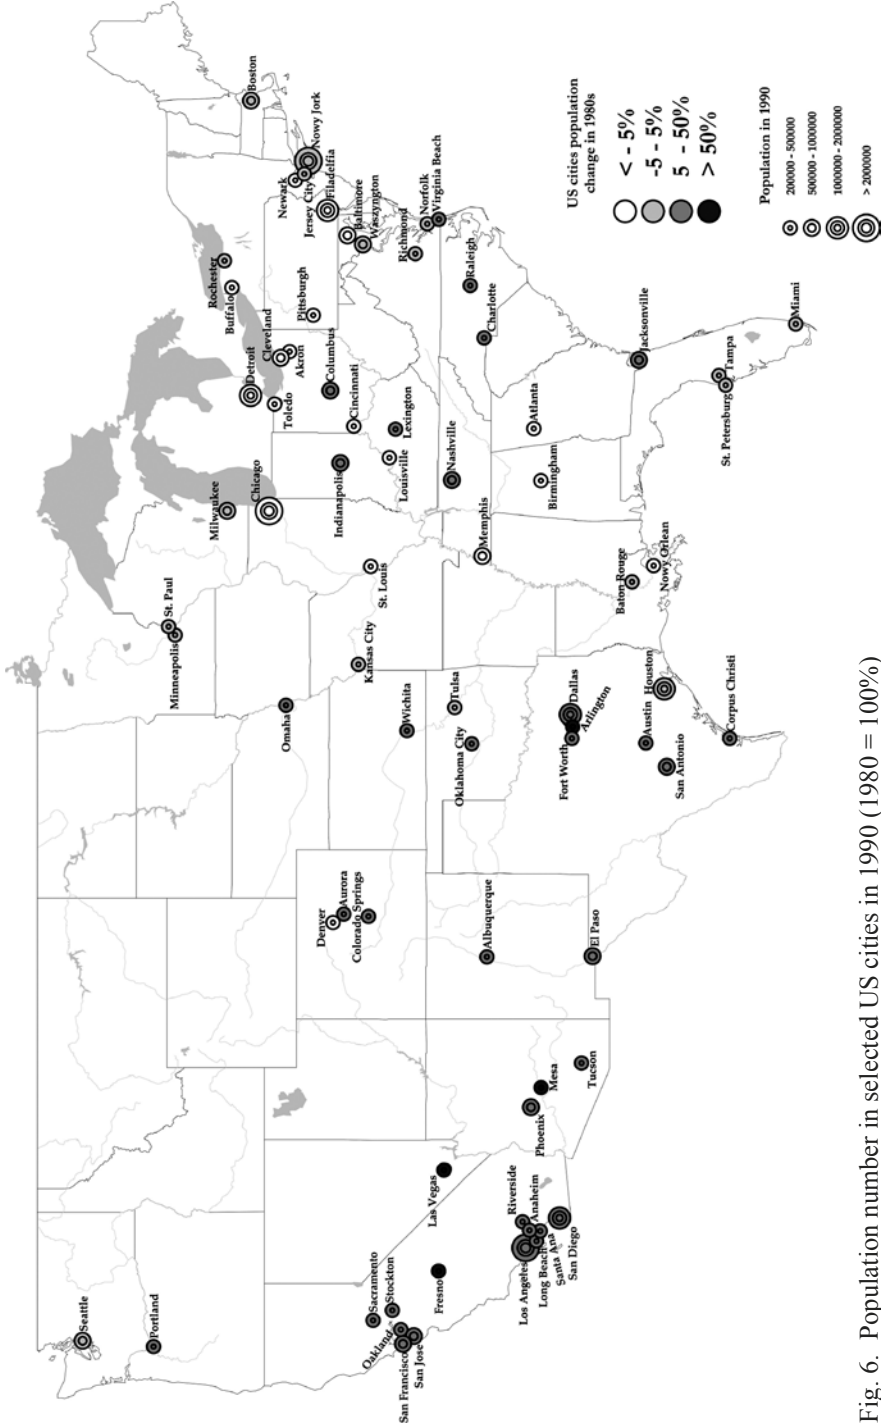 Seattle
Portland
Sacramento
Stockton
Oakland
San Francisco
San Jose
Fresno
Las Vegas
Los Angeles
Long Beach
Santa Ana
San Diego
Riverside
Anaheim
Phoenix
Mesa
Tucson
Denver
Aurora
Colorado Springs
Albuquerque
El Paso
Omaha
Wichita
Oklahoma City
Tulsa
Fort Worth
Dallas
Arlington
Austin
San Antonio
Houston
Corpus Christi
Minneapolis
St. Paul
Kansas City
St. Louis
Milwaukee
Chicago
Indianapolis
Louisville
Lexington
Cincinnati
Columbus
Toledo
Detroit
Cleveland
Akron
Pittsburgh
Buffalo
Rochester
Memphis
Nashville
Birmingham
Atlanta
Baton Rouge
Nowy Orlean
Charlotte
Raleigh
Jacksonville
Tampa
St. Petersburg
Miami
Boston
Nowy Jork
Newark
Jersey City
Filadelfia
Baltimore
Waszyngton
Richmond
Norfolk
Virginia Beach
US cities population
change in 1980s
< - 5%
-5 - 5%
5 - 50%
> 50%
Population in 1990
200000 - 500000
500000 - 1000000
1000000 - 2000000
> 2000000
Fig. 6. Population number in selected US cities in 1990 (1980 = 100%)